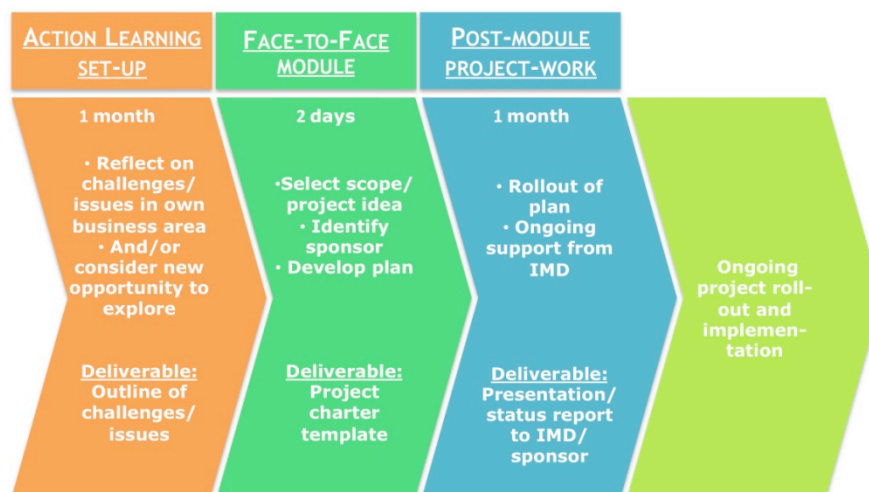 ACTION LEARNING
SET-UP
FACE-TO-FACE
MODULE
POST-MODULE
PROJECT-WORK
1 month
• Reflect on
challenges/
issues in own
business area
• And/or
consider new
opportunity to
explore
Deliverable:
Outline of
challenges/
issues
2 days
•Select scope/
project idea
• Identify
sponsor
• Develop plan
Deliverable:
Project
charter
template
1 month
• Rollout of
plan
• Ongoing
support from
IMD
Deliverable:
Presentation/
status report
to IMD/
sponsor
Ongoing
project roll-
out and
implemen-
tation